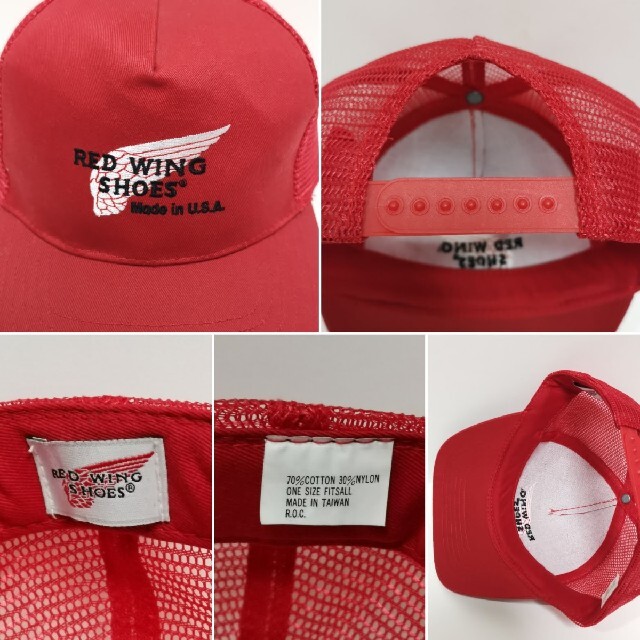 RED WING
SHOES®
Made in U.S.A.
RED WING
SHOES
RED WING
SHOES®
70%COTTON 30%NYLON
ONE SIZE FITSALL
MADE IN TAIWAN
R.O.C.
RED WING
SHOES